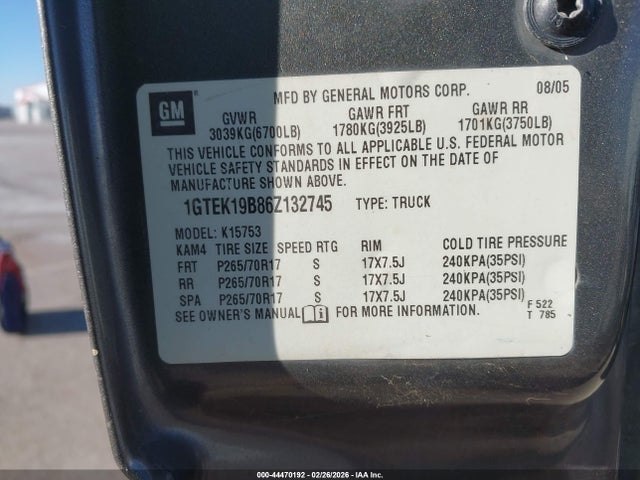 GM
MFD BY GENERAL MOTORS CORP. 08/05
GVWR GAWR FRT GAWR RR
3039KG(6700LB) 1780KG(3925LB) 1701KG(3750LB)
THIS VEHICLE CONFORMS TO ALL APPLICABLE U.S. FEDERAL MOTOR
VEHICLE SAFETY STANDARDS IN EFFECT ON THE DATE OF
MANUFACTURE SHOWN ABOVE.
1GTEK19B86Z132745 TYPE: TRUCK
MODEL: K15753
KAM4 TIRE SIZE SPEED RTG RIM COLD TIRE PRESSURE
FRT P265/70R17 S 17X7.5J 240KPA(35PSI)
RR P265/70R17 S 17X7.5J 240KPA(35PSI)
SPA P265/70R17 S 17X7.5J 240KPA(35PSI)
SEE OWNER'S MANUAL FOR MORE INFORMATION. F 522
T 785
000-44470192 - 02/26/2026 - Copyright IAA, Inc.